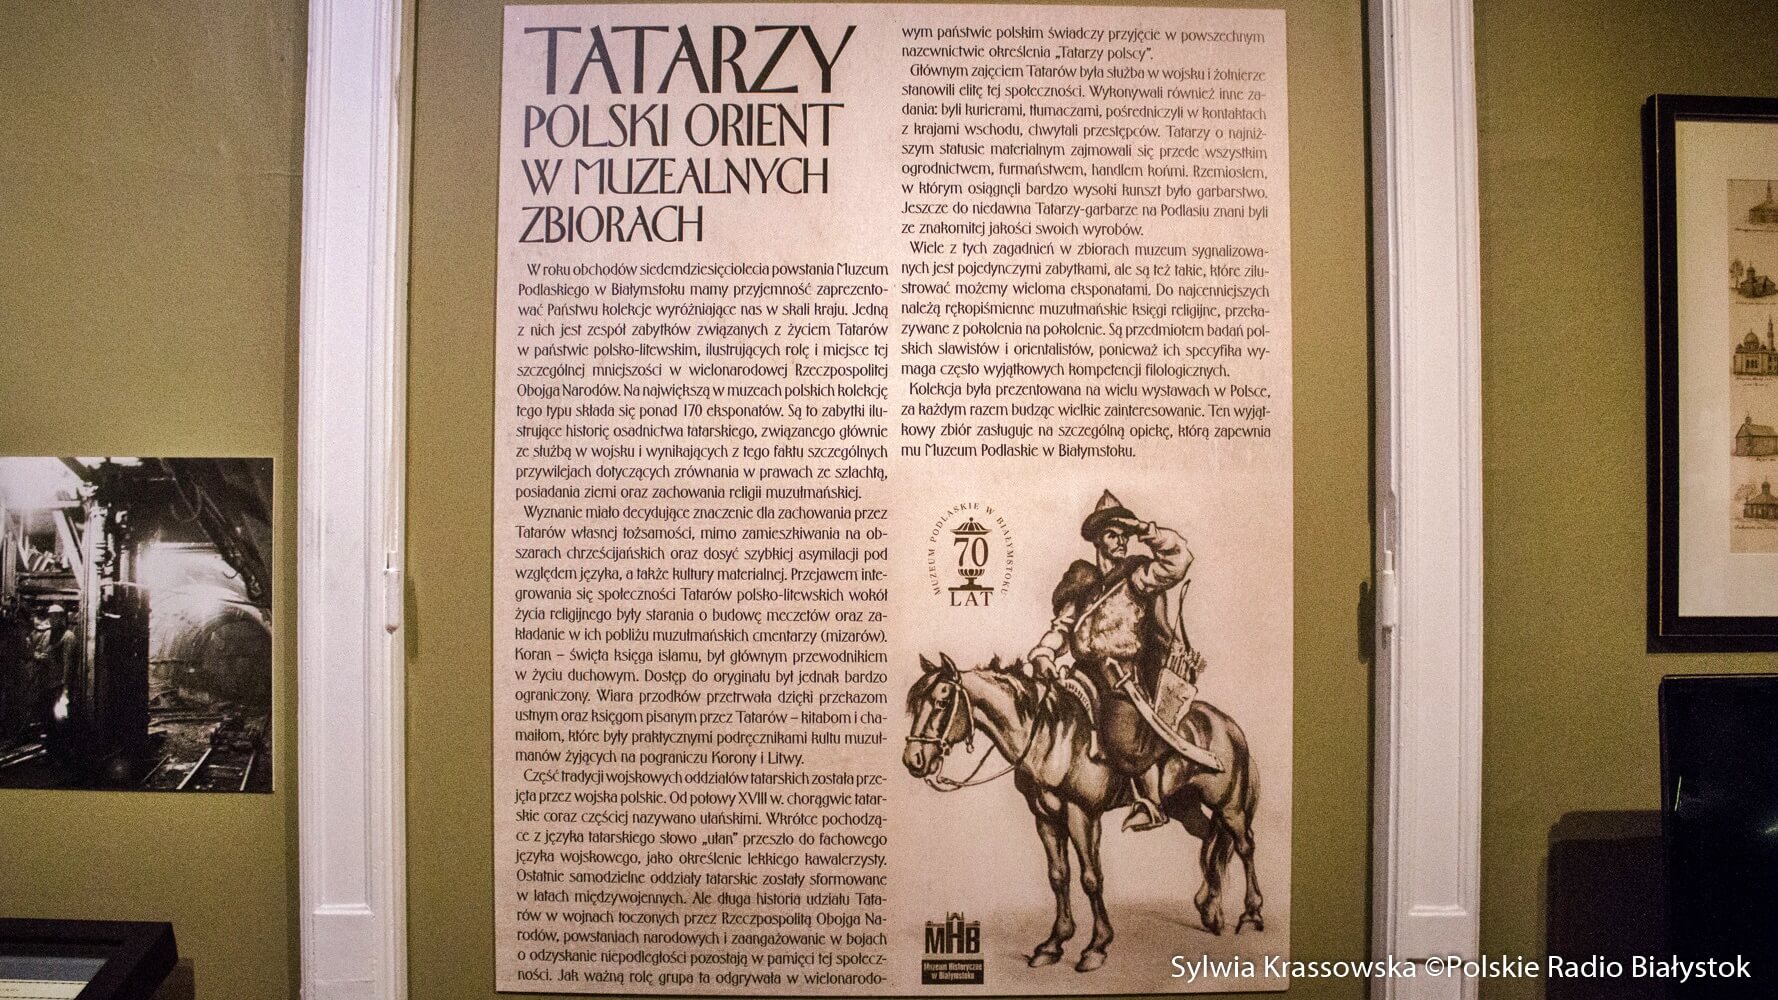 TATARZY
POLSKI ORIENT
W MUZEALNYCH
ZBIORACH
W roku obchodów siedemdziesięciolecia powstania Muzeum
Podlaskiego w Białymstoku mamy przyjemność zaprezento-
wać Państwu kolekcje wyróżniające nas w skali kraju. Jedną
z nich jest zespół zabytków związanych z życiem Tatarów
w państwie polsko-litewskim, ilustrujących rolę i miejsce tej
szczególnej mniejszości w wielonarodowej Rzeczpospolitej
Obojga Narodów. Na największą w muzeach polskich kolekcję
tego typu składa się ponad 170 eksponatów. Są to zabytki ilu-
strujące historię osadnictwa tatarskiego, związanego głównie
ze służbą w wojsku i wynikających z tego faktu szczególnych
przywilejach dotyczących zrównania w prawach ze szlachtą,
posiadania ziemi oraz zachowania religii muzułmańskiej.
Wyznanie miało decydujące znaczenie dla zachowania przez
Tatarów własnej tożsamości, mimo zamieszkiwania na ob-
szarach chrześcijańskich oraz dosyć szybkiej asymilacji pod
względem języka, a także kultury materialnej. Przejawem inte-
growania się społeczności Tatarów polsko-litewskich wokół
życia religijnego były starania o budowę meczetów oraz za-
kładanie w ich pobliżu muzułmańskich cmentarzy (mizarów).
Koran – święta księga islamu, był głównym przewodnikiem
w życiu duchowym. Dostęp do oryginału był jednak bardzo
ograniczony. Wiara przodków przetrwała dzięki przekazom
ustnym oraz księgom pisanym przez Tatarów – kitabom i cha-
maiłom, które były praktycznymi podręcznikami kultu muzuł-
manów żyjących na pograniczu Korony i Litwy.
Część tradycji wojskowych oddziałów tatarskich została prze-
jęta przez wojska polskie. Od połowy XVIII w. chorągwie tatar-
skie coraz częściej nazywano ułańskimi. Wkrótce pochodzą-
ce z języka tatarskiego słowo „ułan" przeszło do fachowego
języka wojskowego, jako określenie lekkiego kawalerzysty.
Ostatnie samodzielne oddziały tatarskie zostały sformowane
w latach międzywojennych. Ale długa historia udziału Tata-
rów w wojnach toczonych przez Rzeczpospolitą Obojga Na-
rodów, powstaniach narodowych i zaangażowanie w bojach
o odzyskanie niepodległości pozostają w pamięci tej społecz-
ności. Jak ważną rolę grupa ta odgrywała w wielonarodo-
wym państwie polskim świadczy przyjęcie w powszechnym
nazewnictwie określenia „Tatarzy polscy".
Głównym zajęciem Tatarów była służba w wojsku i żołnierze
stanowili elitę tej społeczności. Wykonywali również inne za-
dania: byli kurierami, tłumaczami, pośredniczyli w kontaktach
z krajami wschodu, chwytali przestępców. Tatarzy o najniż-
szym statusie materialnym zajmowali się przede wszystkim
ogrodnictwem, furmaństwem, handlem końmi. Rzemiosłem,
w którym osiągnęli bardzo wysoki kunszt było garbarstwo.
Jeszcze do niedawna Tatarzy-garbarze na Podlasiu znani byli
ze znakomitej jakości swoich wyrobów.
Wiele z tych zagadnień w zbiorach muzeum sygnalizowa-
nych jest pojedynczymi zabytkami, ale są też takie, które zilu-
strować możemy wieloma eksponatami. Do najcenniejszych
należą rękopiśmienne muzułmańskie księgi religijne, przeka-
zywane z pokolenia na pokolenie. Są przedmiotem badań pol-
skich slawistów i orientalistów, ponieważ ich specyfika wy-
maga często wyjątkowych kompetencji filologicznych.
Kolekcja była prezentowana na wielu wystawach w Polsce,
za każdym razem budząc wielkie zainteresowanie. Ten wyjąt-
kowy zbiór zasługuje na szczególną opiekę, którą zapewnia
mu Muzeum Podlaskie w Białymstoku.
MUZEUM PODLASKIE W BIAŁYMSTOKU
70
LAT
MHB
Muzeum Historyczne
w Białymstoku
Sylwia Krassowska ©Polskie Radio Białystok